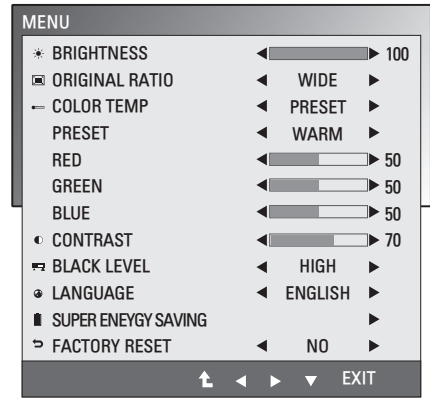 MENU
BRIGHTNESS 100
ORIGINAL RATIO WIDE
COLOR TEMP PRESET
PRESET WARM
RED 50
GREEN 50
BLUE 50
CONTRAST 70
BLACK LEVEL HIGH
LANGUAGE ENGLISH
SUPER ENEYGY SAVING
FACTORY RESET NO
EXIT